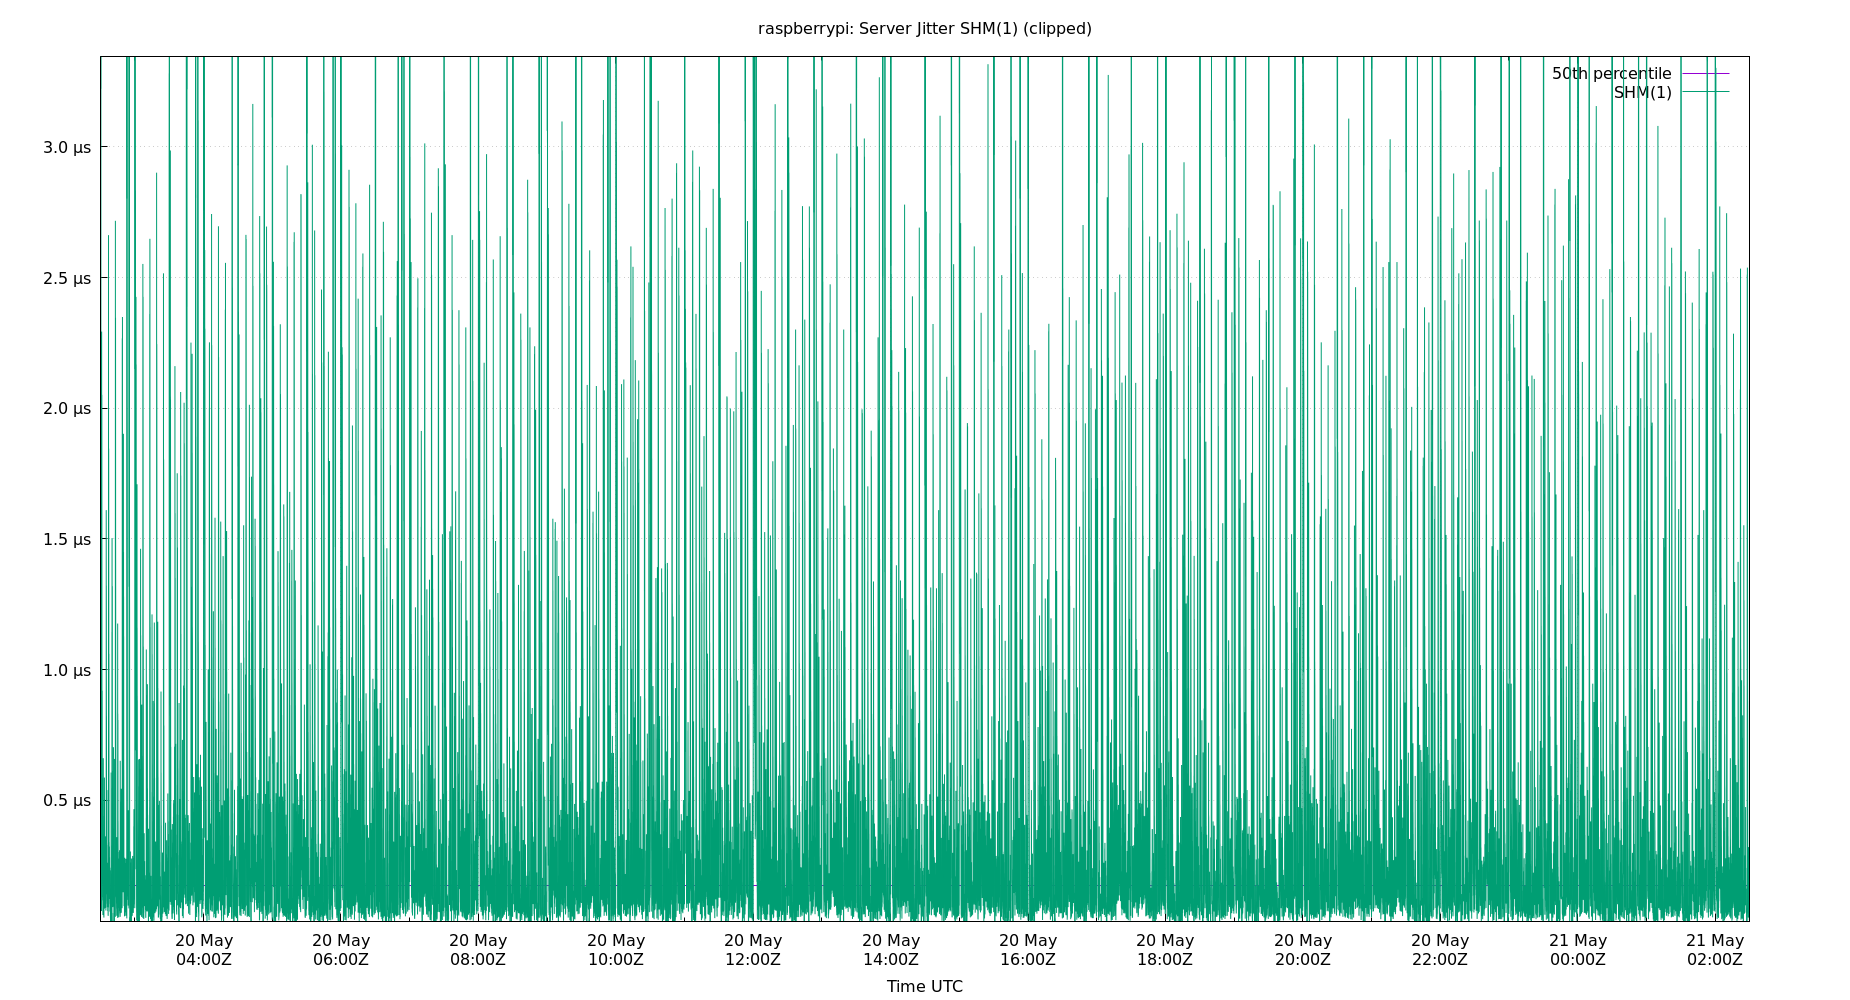 raspberrypi: Server Jitter SHM(1) (clipped)
50th percentile
SHM(1)
3.0 μs
2.5 μs
2.0 μs
1.5 μs
1.0 μs
0.5 μs
20 May 20 May 20 May 20 May 20 May 20 May 20 May 20 May 20 May 20 May 21 May 21 May
04:00Z 06:00Z 08:00Z 10:00Z 12:00Z 14:00Z 16:00Z 18:00Z 20:00Z 22:00Z 00:00Z 02:00Z
Time UTC